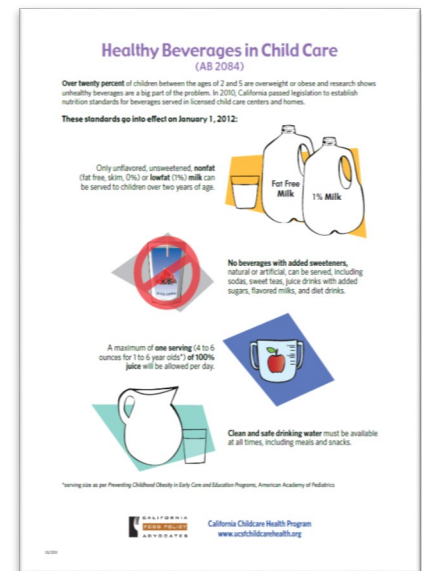 Healthy Beverages in Child Care
(AB 2084)
Over twenty percent of children between the ages of 2 and 5 are overweight or obese and research shows
unhealthy beverages are a big part of the problem. In 2010, California passed legislation to establish
nutrition standards for beverages served in licensed child care centers and homes.
These standards go into effect on January 1, 2012:
Only unflavored, unsweetened, nonfat
(fat free, skim, 0%) or lowfat (1%) milk can
be served to children over two years of age.
Fat Free
Milk
1% Milk
No beverages with added sweeteners,
natural or artificial, can be served, including
sodas, sweet teas, juice drinks with added
sugars, flavored milks, and diet drinks.
A maximum of one serving (4 to 6
ounces for 1 to 6 year olds*) of 100%
juice will be allowed per day.
Clean and safe drinking water must be available
at all times, including meals and snacks.
*serving size as per Preventing Childhood Obesity in Early Care and Education Programs, American Academy of Pediatrics
CALIFORNIA
FOOD POLICY
ADVOCATES
California Childcare Health Program
www.ucsfchildcarehealth.org